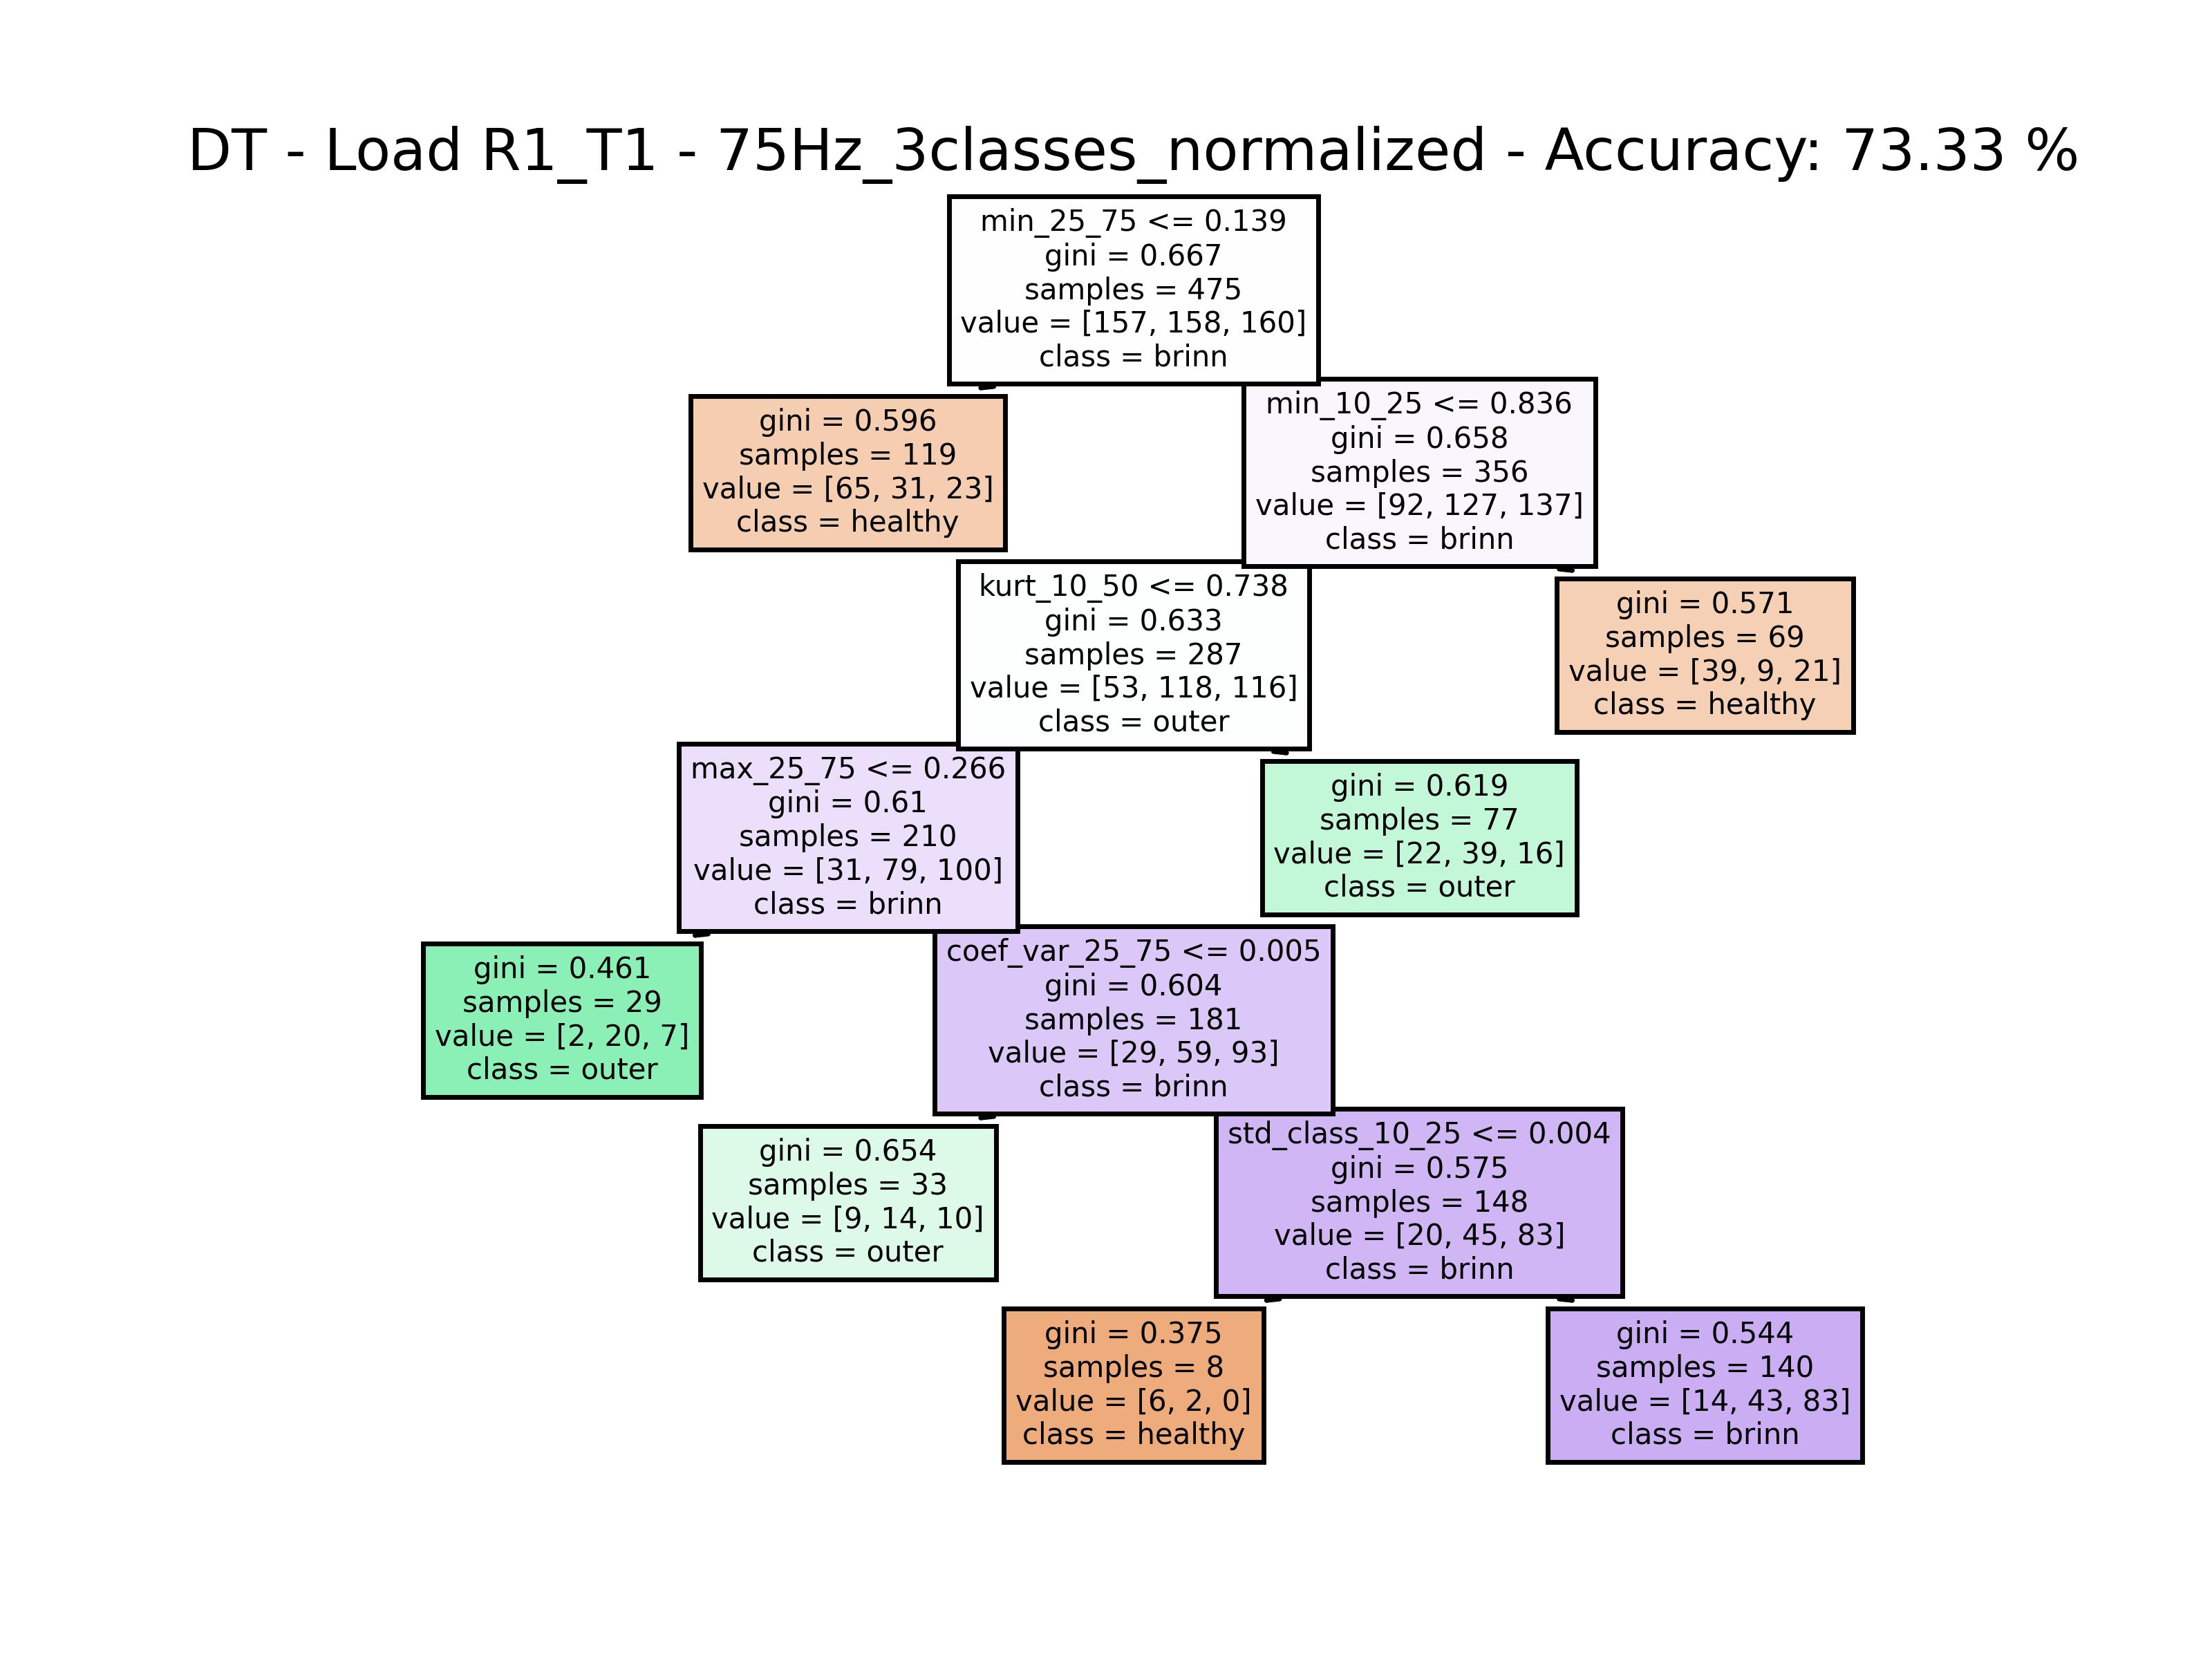 DT - Load R1_T1 - 75Hz_3classes_normalized - Accuracy: 73.33 %
min_25_75 <= 0.139
gini = 0.667
samples = 475
value = [157, 158, 160]
class = brinn
gini = 0.596
samples = 119
value = [65, 31, 23]
class = healthy
min_10_25 <= 0.836
gini = 0.658
samples = 356
value = [92, 127, 137]
class = brinn
kurt_10_50 <= 0.738
gini = 0.633
samples = 287
value = [53, 118, 116]
class = outer
gini = 0.571
samples = 69
value = [39, 9, 21]
class = healthy
max_25_75 <= 0.266
gini = 0.61
samples = 210
value = [31, 79, 100]
class = brinn
gini = 0.619
samples = 77
value = [22, 39, 16]
class = outer
gini = 0.461
samples = 29
value = [2, 20, 7]
class = outer
coef_var_25_75 <= 0.005
gini = 0.604
samples = 181
value = [29, 59, 93]
class = brinn
gini = 0.654
samples = 33
value = [9, 14, 10]
class = outer
std_class_10_25 <= 0.004
gini = 0.575
samples = 148
value = [20, 45, 83]
class = brinn
gini = 0.375
samples = 8
value = [6, 2, 0]
class = healthy
gini = 0.544
samples = 140
value = [14, 43, 83]
class = brinn